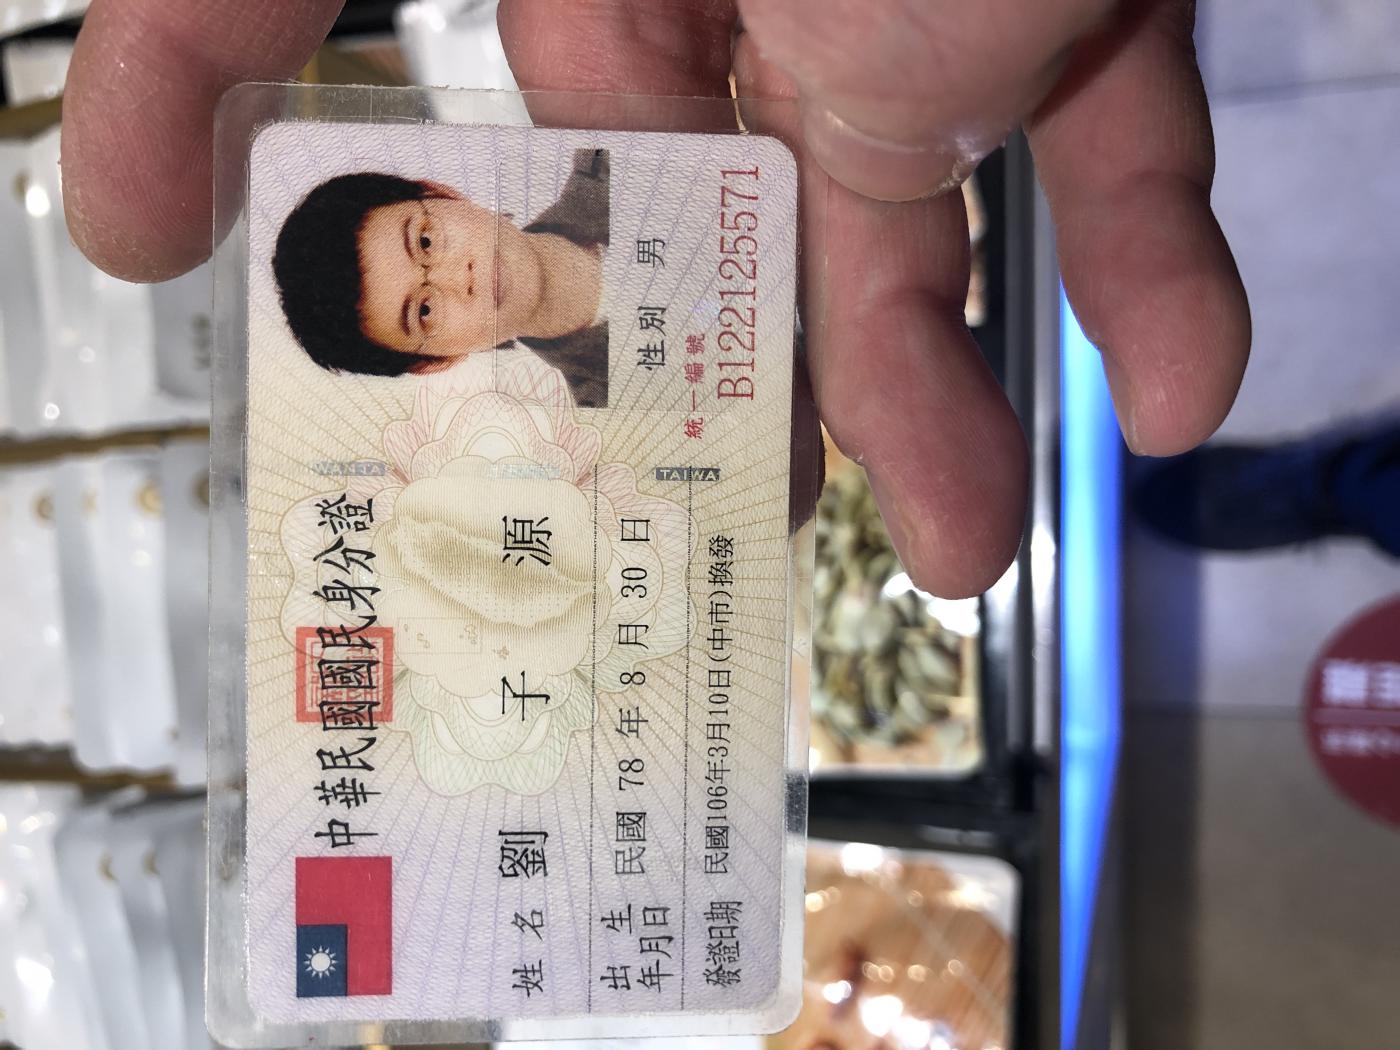 中華民國國民身分證
姓名 劉子源
出生年月日 民國 78 年 8 月 30 日
性別 男
發證日期 民國106年3月10日(中市)換發
統一編號
B122125571
TAIWA